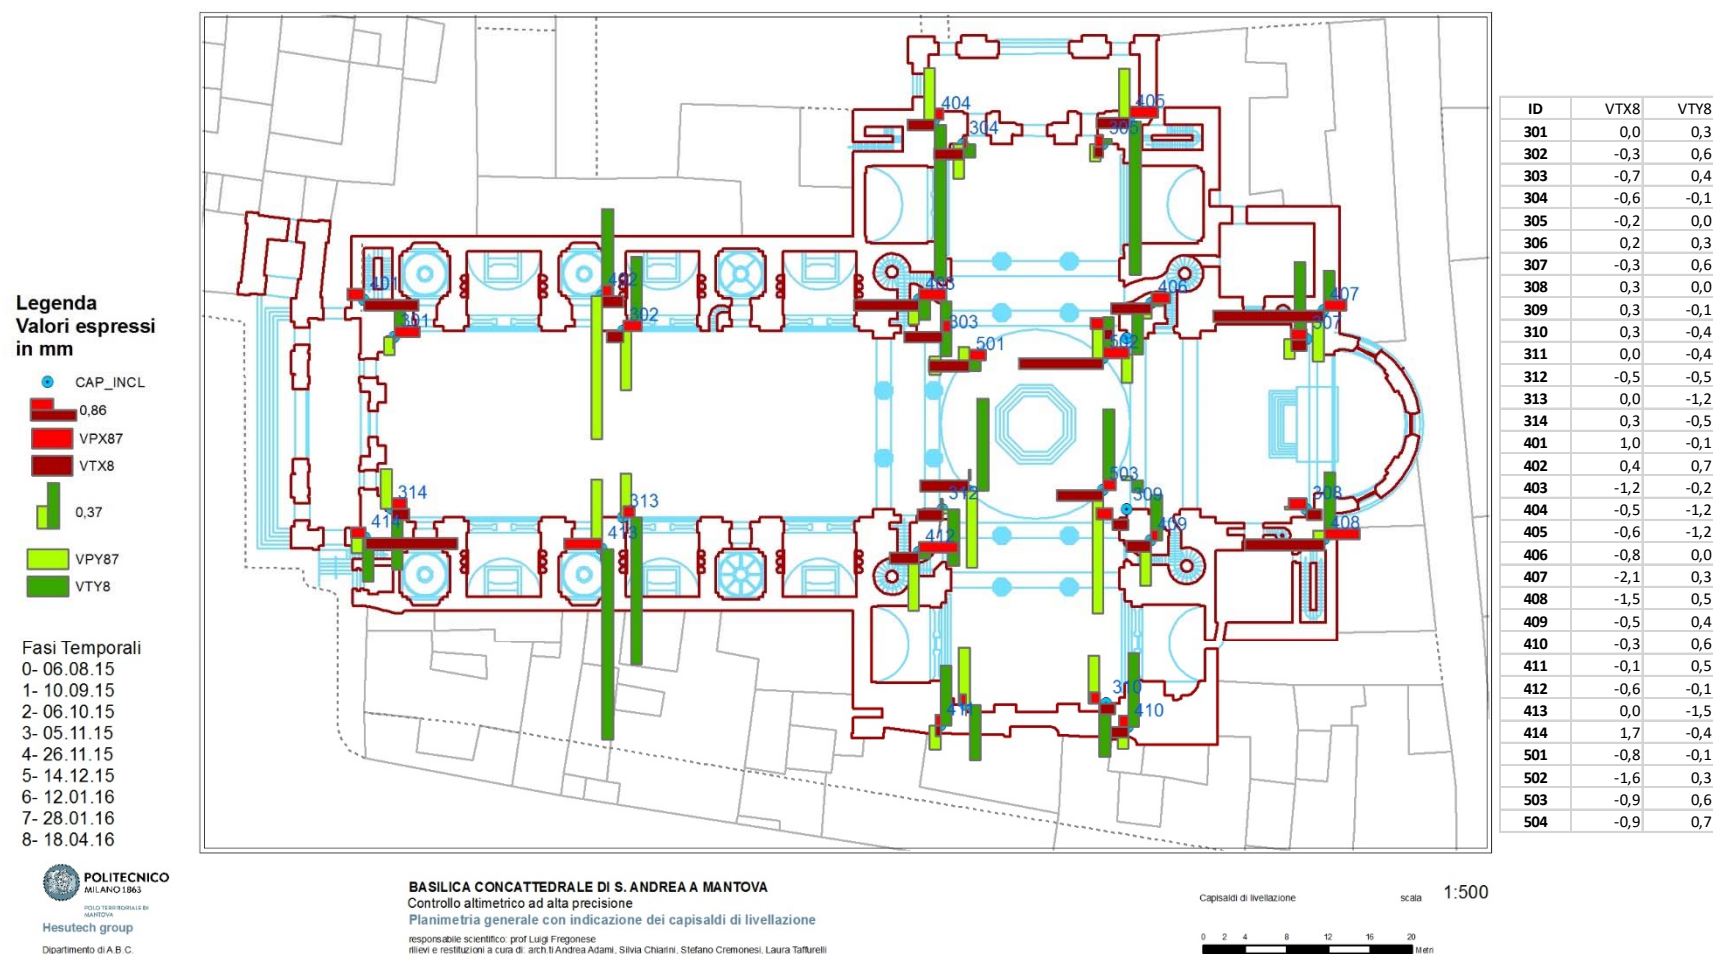 Legenda
Valori espressi
in mm
CAP_INCL
0,86
VPX87
VTX8
0,37
VPY87
VTY8
Fasi Temporali
0- 06.08.15
1- 10.09.15
2- 06.10.15
3- 05.11.15
4- 26.11.15
5- 14.12.15
6- 12.01.16
7- 28.01.16
8- 18.04.16
404
405
304
305
401
402
403
406
407
301
302
303
307
501
502
314
313
312
503
309
308
414
413
412
409
408
310
411
410
ID VTX8 VTY8
301 0,0 0,3
302 -0,3 0,6
303 -0,7 0,4
304 -0,6 -0,1
305 -0,2 0,0
306 0,2 0,3
307 -0,3 0,6
308 0,3 0,0
309 0,3 -0,1
310 0,3 -0,4
311 0,0 -0,4
312 -0,5 -0,5
313 0,0 -1,2
314 0,3 -0,5
401 1,0 -0,1
402 0,4 0,7
403 -1,2 -0,2
404 -0,5 -1,2
405 -0,6 -1,2
406 -0,8 0,0
407 -2,1 0,3
408 -1,5 0,5
409 -0,5 0,4
410 -0,3 0,6
411 -0,1 0,5
412 -0,6 -0,1
413 0,0 -1,5
414 1,7 -0,4
501 -0,8 -0,1
502 -1,6 0,3
503 -0,9 0,6
504 -0,9 0,7
POLITECNICO
MILANO 1863
POLO TERRITORIALE DI
MANTOVA
Hesutech group
Dipartimento di A.B.C.
BASILICA CONCATTEDRALE DI S. ANDREA A MANTOVA
Controllo altimetrico ad alta precisione
Planimetria generale con indicazione dei capisaldi di livellazione
responsabile scientifico: prof Luigi Fregonese
rilievi e restituzioni a cura di: arch.ti Andrea Adami, Silvia Chiarini, Stefano Cremonesi, Laura Taffurelli
Capisaldi di livellazione scala 1:500
0 2 4 8 12 16 20
Metri